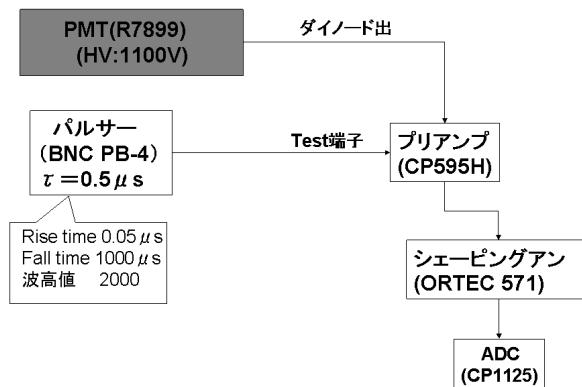 PMT(R7899)
(HV:1100V)
ダイノード出
パルサー
(BNC PB-4)
τ=0.5μs
Test端子
プリアンプ
(CP595H)
Rise time 0.05μs
Fall time 1000μs
波高値 2000
シェーピングアン
(ORTEC 571)
ADC
(CP1125)